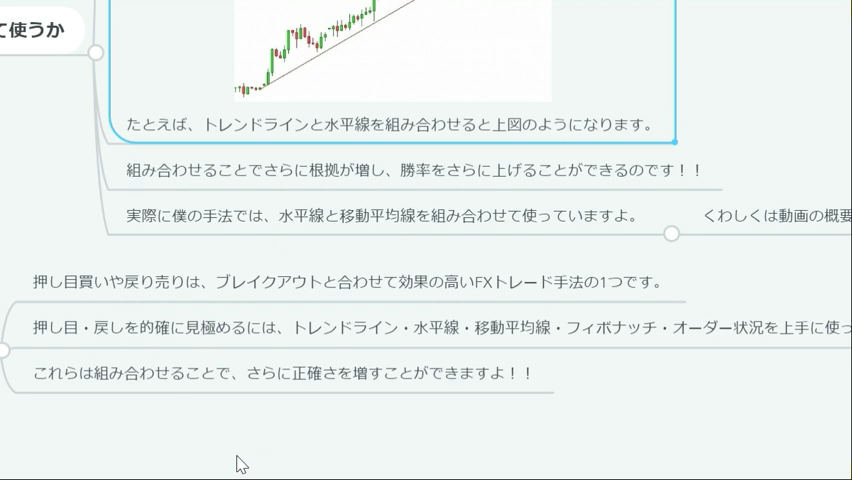 て使うか
たとえば、トレンドラインと水平線を組み合わせると上図のようになります。
組み合わせることでさらに根拠が増し、勝率をさらに上げることができるのです！！
実際に僕の手法では、水平線と移動平均線を組み合わせて使っていますよ。
くわしくは動画の概要
押し目買いや戻り売りは、ブレイクアウトと合わせて効果の高いFXトレード手法の1つです。
押し目・戻しを的確に見極めるには、トレンドライン・水平線・移動平均線・フィボナッチ・オーダー状況を上手に使っ
これらは組み合わせることで、さらに正確さを増すことができますよ！！